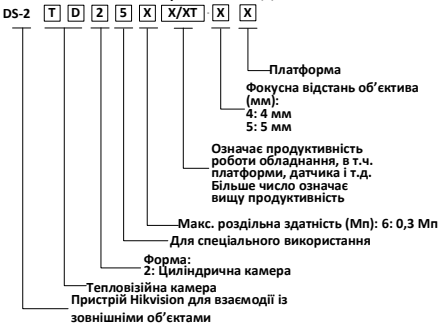 DS-2 T D 2 5 X X/XT - X X
Платформа
Фокусна відстань об’єктива
(мм):
4: 4 мм
5: 5 мм
Означає продуктивність
роботи обладнання, в т.ч.
платформи, датчика і т.д.
Більше число означає
вищу продуктивність
Макс. роздільна здатність (Мп): 6: 0,3 Мп
Для спеціального використання
Форма:
2: Циліндрична камера
Тепловізійна камера
Пристрій Hikvision для взаємодії із
зовнішніми об’єктами